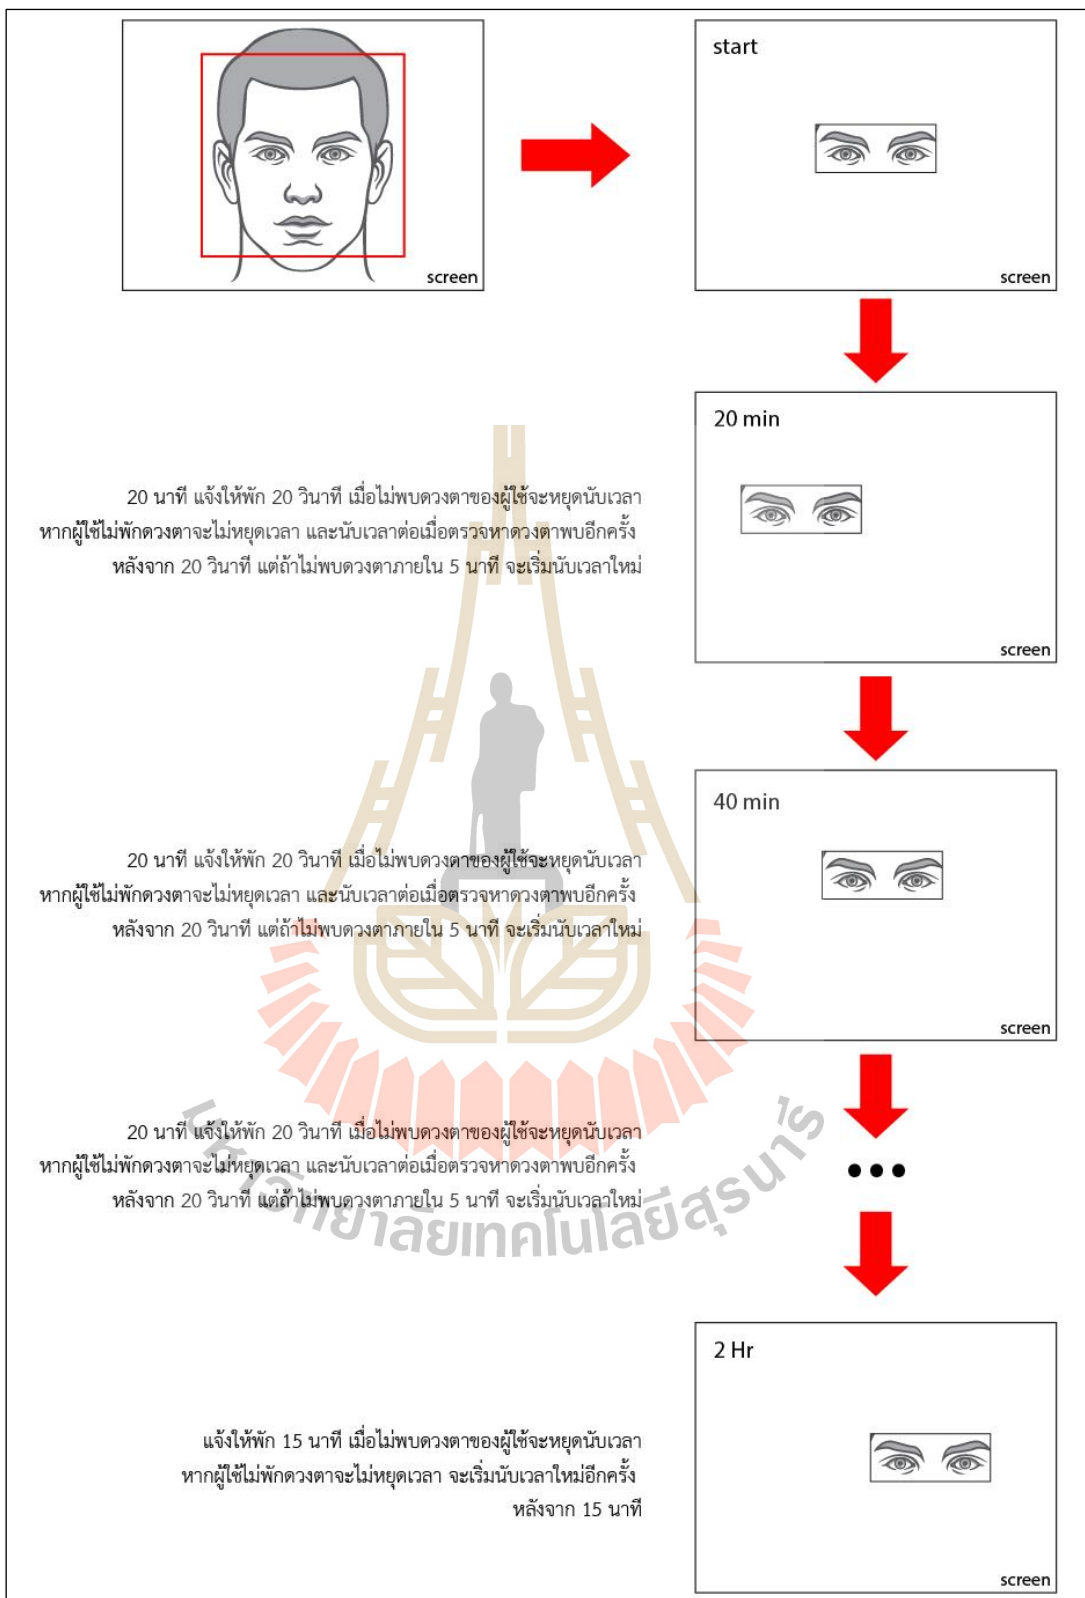 screen
start
screen
20 min
20 นาที แจ้งให้พัก 20 วินาที เมื่อไม่พบดวงตาของผู้ใช้จะหยุดนับเวลา
หากผู้ใช้ไม่พักดวงตาจะไม่หยุดเวลา และนับเวลาต่อเมื่อตรวจหาดวงตาพบอีกครั้ง
หลังจาก 20 วินาที แต่ถ้าไม่พบดวงตาภายใน 5 นาที จะเริ่มนับเวลาใหม่
screen
40 min
20 นาที แจ้งให้พัก 20 วินาที เมื่อไม่พบดวงตาของผู้ใช้จะหยุดนับเวลา
หากผู้ใช้ไม่พักดวงตาจะไม่หยุดเวลา และนับเวลาต่อเมื่อตรวจหาดวงตาพบอีกครั้ง
หลังจาก 20 วินาที แต่ถ้าไม่พบดวงตาภายใน 5 นาที จะเริ่มนับเวลาใหม่
screen
20 นาที แจ้งให้พัก 20 วินาที เมื่อไม่พบดวงตาของผู้ใช้จะหยุดนับเวลา
หากผู้ใช้ไม่พักดวงตาจะไม่หยุดเวลา และนับเวลาต่อเมื่อตรวจหาดวงตาพบอีกครั้ง
หลังจาก 20 วินาที แต่ถ้าไม่พบดวงตาภายใน 5 นาที จะเริ่มนับเวลาใหม่
มหาวิทยาลัยเทคโนโลยีสุรนารี
2 Hr
แจ้งให้พัก 15 นาที เมื่อไม่พบดวงตาของผู้ใช้จะหยุดนับเวลา
หากผู้ใช้ไม่พักดวงตาจะไม่หยุดเวลา จะเริ่มนับเวลาใหม่อีกครั้ง
หลังจาก 15 นาที
screen